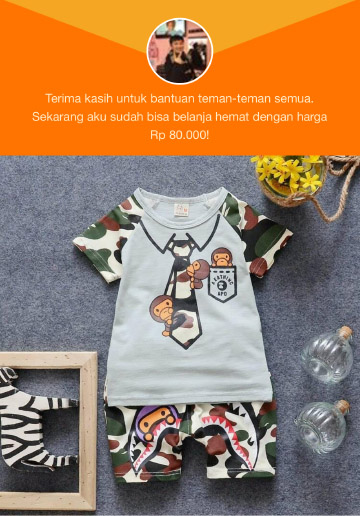 Terima kasih untuk bantuan teman-teman semua.
Sekarang aku sudah bisa belanja hemat dengan harga
Rp 80.000!